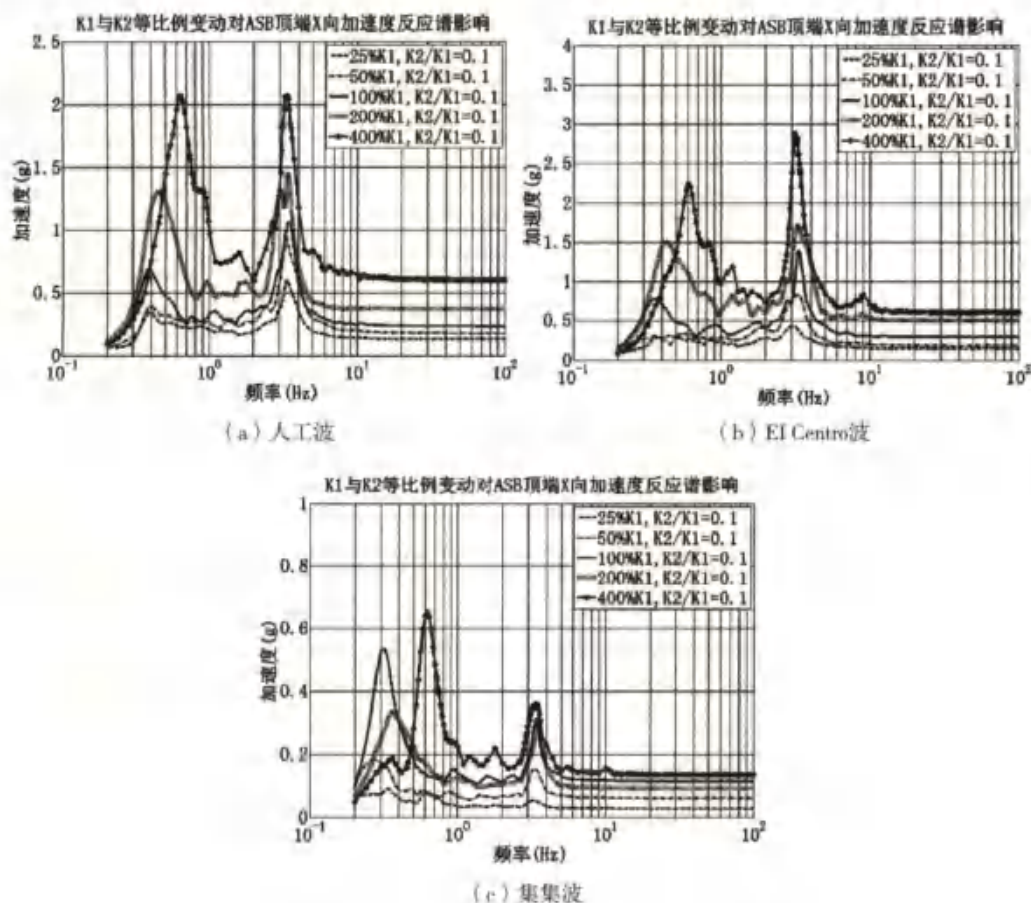 K1与K2等比例变动对ASB顶端X向加速度反应谱影响
2.5
2
1.5
1
0.5
0
加速度(g)
25%K1,K2/K1=0.1
50%K1,K2/K1=0.1
100%K1,K2/K1=0.1
200%K1,K2/K1=0.1
400%K1,K2/K1=0.1
10⁻¹ 10⁰ 10¹ 10²
频率(Hz)
(a)人工波
K1与K2等比例变动对ASB顶端X向加速度反应谱影响
4
3.5
3
2.5
2
1.5
1
0.5
0
加速度(g)
25%K1,K2/K1=0.1
50%K1,K2/K1=0.1
100%K1,K2/K1=0.1
200%K1,K2/K1=0.1
400%K1,K2/K1=0.1
10⁻¹ 10⁰ 10¹ 10²
频率(Hz)
(b)EI Centro波
K1与K2等比例变动对ASB顶端X向加速度反应谱影响
1
0.8
0.6
0.4
0.2
0
加速度(g)
25%K1,K2/K1=0.1
50%K1,K2/K1=0.1
100%K1,K2/K1=0.1
200%K1,K2/K1=0.1
400%K1,K2/K1=0.1
10⁻¹ 10⁰ 10¹ 10²
频率(Hz)
(c)集集波